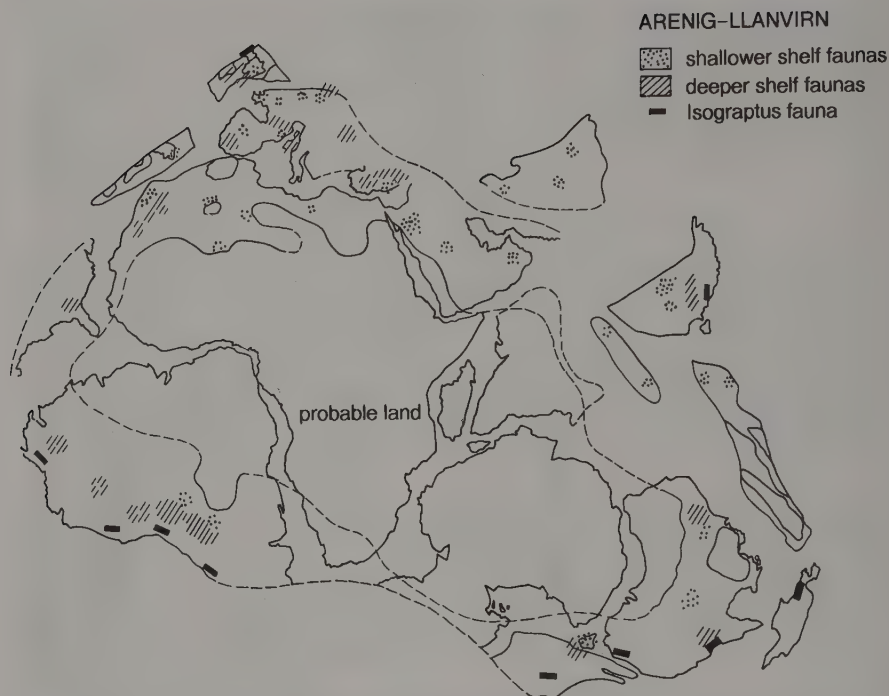 ARENIG–LLANVIRN
shallower shelf faunas
deeper shelf faunas
Isograptus fauna
probable land